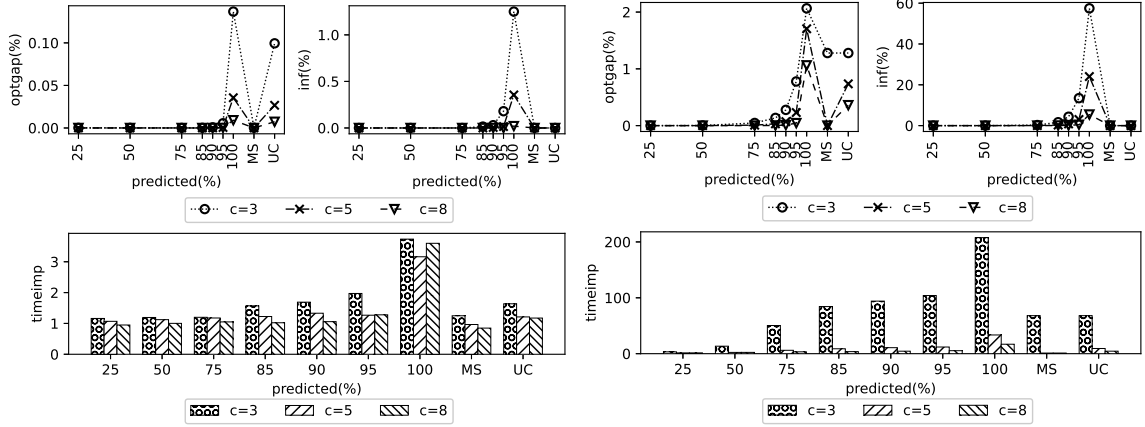 optgap(%)
0.10
0.05
0.00
25
50
75
85
90
95
100
MS
UC
predicted(%)
inf(%)
1.0
0.5
0.0
25
50
75
85
90
95
100
MS
UC
predicted(%)
c=3 c=5 c=8
timeimp
3
2
1
0
25 50 75 85 90 95 100 MS UC
predicted(%)
c=3 c=5 c=8
optgap(%)
2
1
0
25
50
75
85
90
95
100
MS
UC
predicted(%)
inf(%)
60
40
20
0
25
50
75
85
90
95
100
MS
UC
predicted(%)
c=3 c=5 c=8
timeimp
200
100
0
25 50 75 85 90 95 100 MS UC
predicted(%)
c=3 c=5 c=8